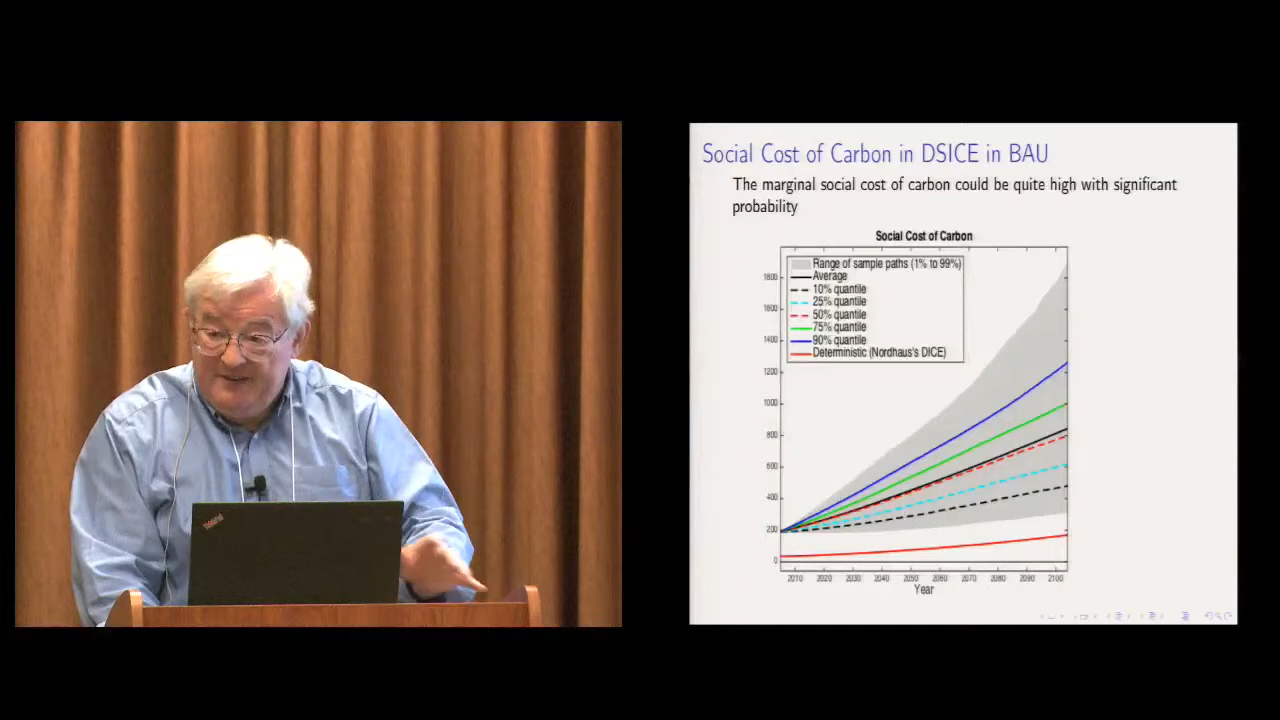 Social Cost of Carbon in DSICE in BAU
The marginal social cost of carbon could be quite high with significant
probability
Social Cost of Carbon
Range of sample paths (1% to 99%)
Average
10% quantile
25% quantile
50% quantile
75% quantile
90% quantile
Deterministic (Nordhaus's DICE)
1800
1600
1400
1200
1000
800
600
400
200
0
2010 2020 2030 2040 2050 2060 2070 2080 2090 2100
Year
ThinkPad